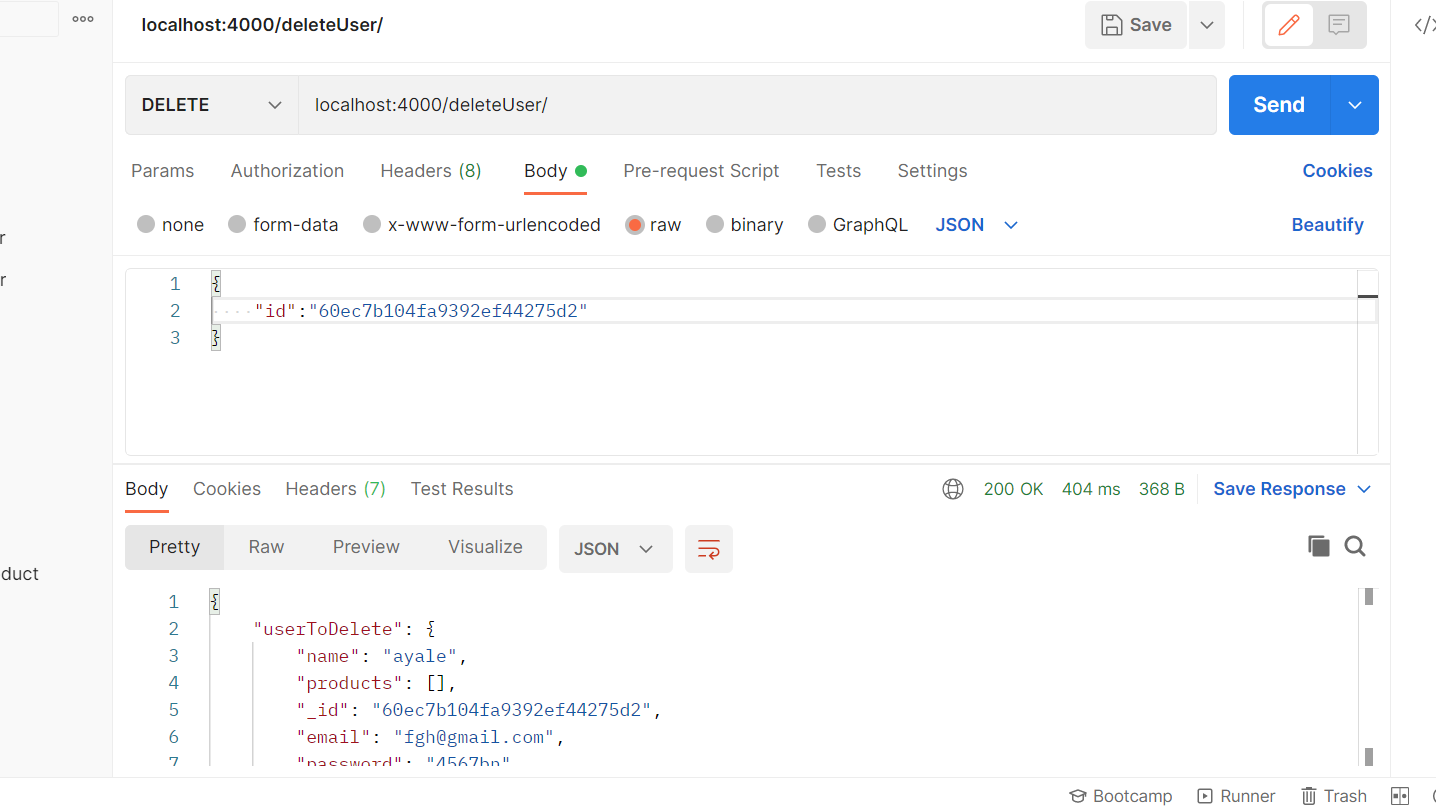 localhost:4000/deleteUser/
Save
DELETE
localhost:4000/deleteUser/
Send
Params Authorization Headers (8) Body Pre-request Script Tests Settings Cookies
none form-data x-www-form-urlencoded raw binary GraphQL JSON Beautify
1 {
2 "id":"60ec7b104fa9392ef44275d2"
3 }
r
r
Body Cookies Headers (7) Test Results 200 OK 404 ms 368 B Save Response
Pretty Raw Preview Visualize JSON
duct
1 {
2 "userToDelete": {
3 "name": "ayale",
4 "products": [],
5 "_id": "60ec7b104fa9392ef44275d2",
6 "email": "fgh@gmail.com",
7 "password": "4567bn"
Bootcamp Runner Trash